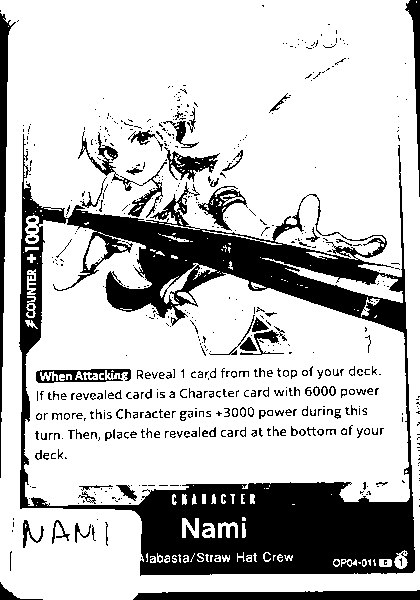 COUNTER +1000
When Attacking Reveal 1 card from the top of your deck.
If the revealed card is a Character card with 6000 power
or more, this Character gains +3000 power during this
turn. Then, place the revealed card at the bottom of your
deck.
CHARACTER
Nami
Alabasta/Straw Hat Crew
OP04-011 C 1
NAMI